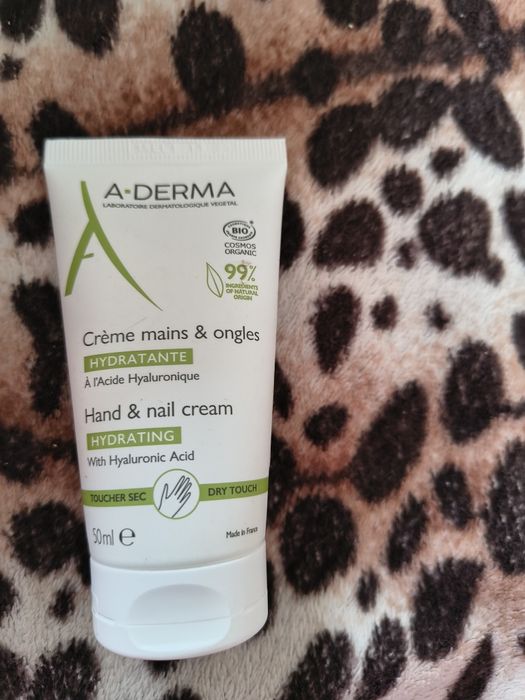 A-DERMA
LABORATOIRE DERMATOLOGIQUE VEGETAL
BIO
COSMOS
ORGANIC
99%
INGREDIENTS
OF NATURAL
ORIGIN
Crème mains & ongles
HYDRATANTE
À l'Acide Hyaluronique
Hand & nail cream
HYDRATING
With Hyaluronic Acid
TOUCHER SEC
DRY TOUCH
50ml e
Made in France